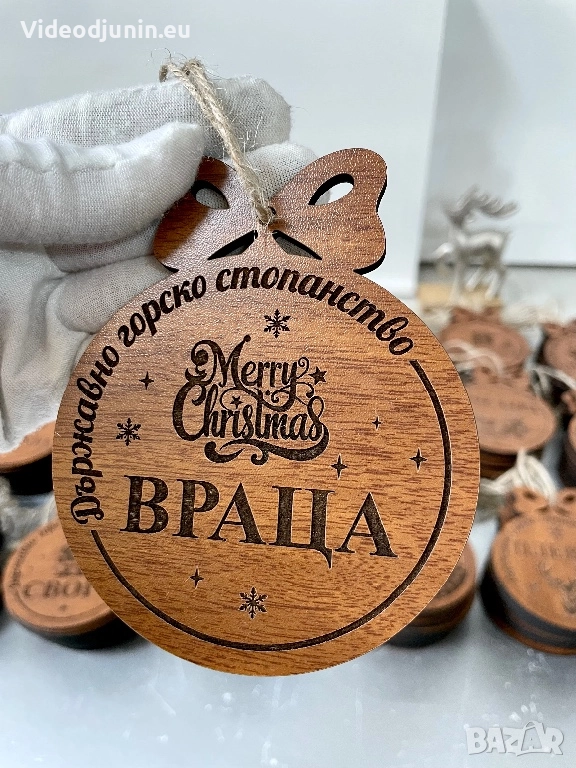 Videodjunin.eu
Държавно горско стопанство
Merry
Christmas
ВРАЦА
BAZAR